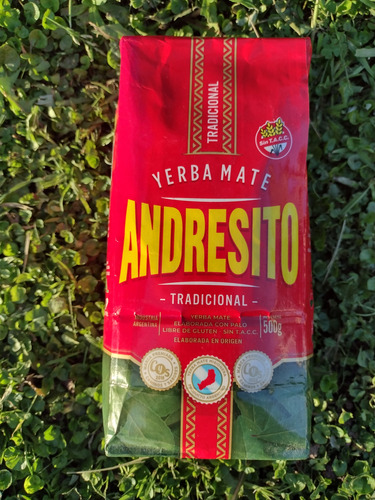 TRADICIONAL
Sin T.A.C.C.
YERBA MATE
ANDRESITO
- TRADICIONAL -
INDUSTRIA
ARGENTINA
YERBA MATE
ELABORADA CON PALO
LIBRE DE GLUTEN - SIN T.A.C.C.
ELABORADA EN ORIGEN
500g